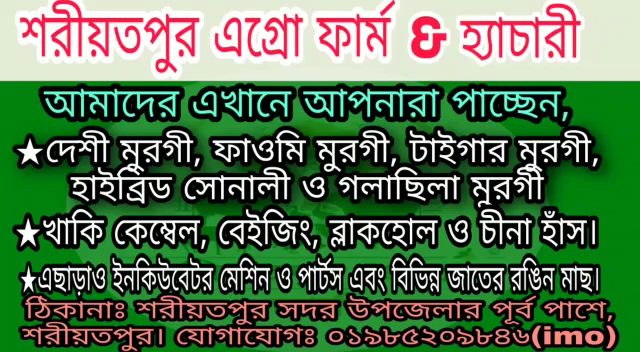 শরীয়তপুর এগ্রো ফার্ম & হ্যাচারী
আমাদের এখানে আপনারা পাচ্ছেন,
★দেশী মুরগী, ফাওমি মুরগী, টাইগার মুরগী,
হাইব্রিড সোনালী ও গলাছিলা মুরগী
★খাকি কেম্বেল, বেইজিং, ব্লাকহোল ও চীনা হাঁস।
★এছাড়াও ইনকিউবেটর মেশিন ও পার্টস এবং বিভিন্ন জাতের রঙিন মাছ।
ঠিকানাঃ শরীয়তপুর সদর উপজেলার পূর্ব পাশে,
শরীয়তপুর। যোগাযোগঃ ০১৯৮৫২০৯৮৪৬(imo)